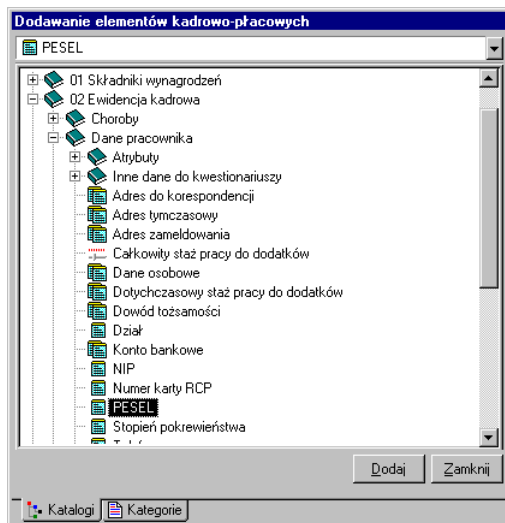 Dodawanie elementów kadrowo-płacowych
PESEL
01 Składniki wynagrodzeń
02 Ewidencja kadrowa
Choroby
Dane pracownika
Atrybuty
Inne dane do kwestionariuszy
Adres do korespondencji
Adres tymczasowy
Adres zameldowania
Całkowity staż pracy do dodatków
Dane osobowe
Dotychczasowy staż pracy do dodatków
Dowód tożsamości
Dział
Konto bankowe
NIP
Numer karty RCP
PESEL
Stopień pokrewieństwa
Dodaj Zamknij
Katalogi Kategorie